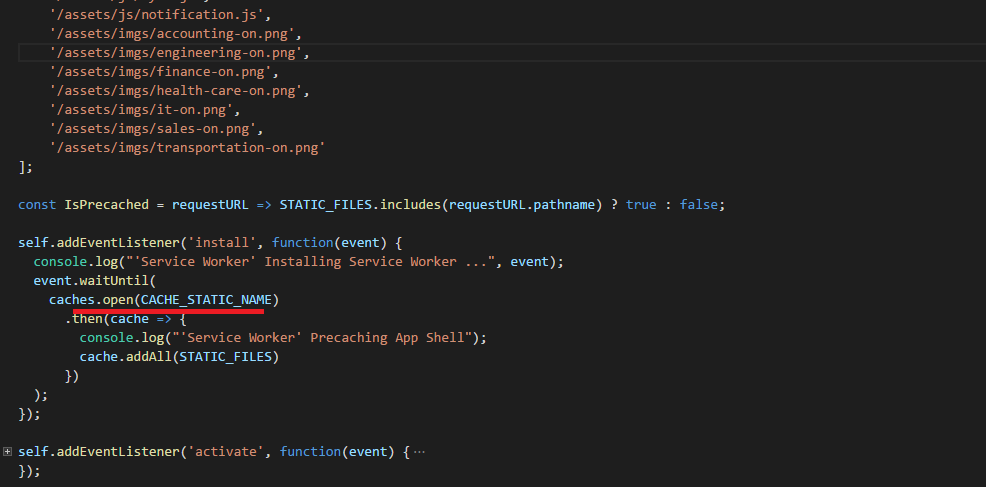 '/assets/js/notification.js',
'/assets/imgs/accounting-on.png',
'/assets/imgs/engineering-on.png',
'/assets/imgs/finance-on.png',
'/assets/imgs/health-care-on.png',
'/assets/imgs/it-on.png',
'/assets/imgs/sales-on.png',
'/assets/imgs/transportation-on.png'
];
const IsPrecached = requestURL => STATIC_FILES.includes(requestURL.pathname) ? true : false;
self.addEventListener('install', function(event) {
console.log("'Service Worker' Installing Service Worker ...", event);
event.waitUntil(
caches.open(CACHE_STATIC_NAME)
.then(cache => {
console.log("'Service Worker' Precaching App Shell");
cache.addAll(STATIC_FILES)
})
);
});
self.addEventListener('activate', function(event) {···
});